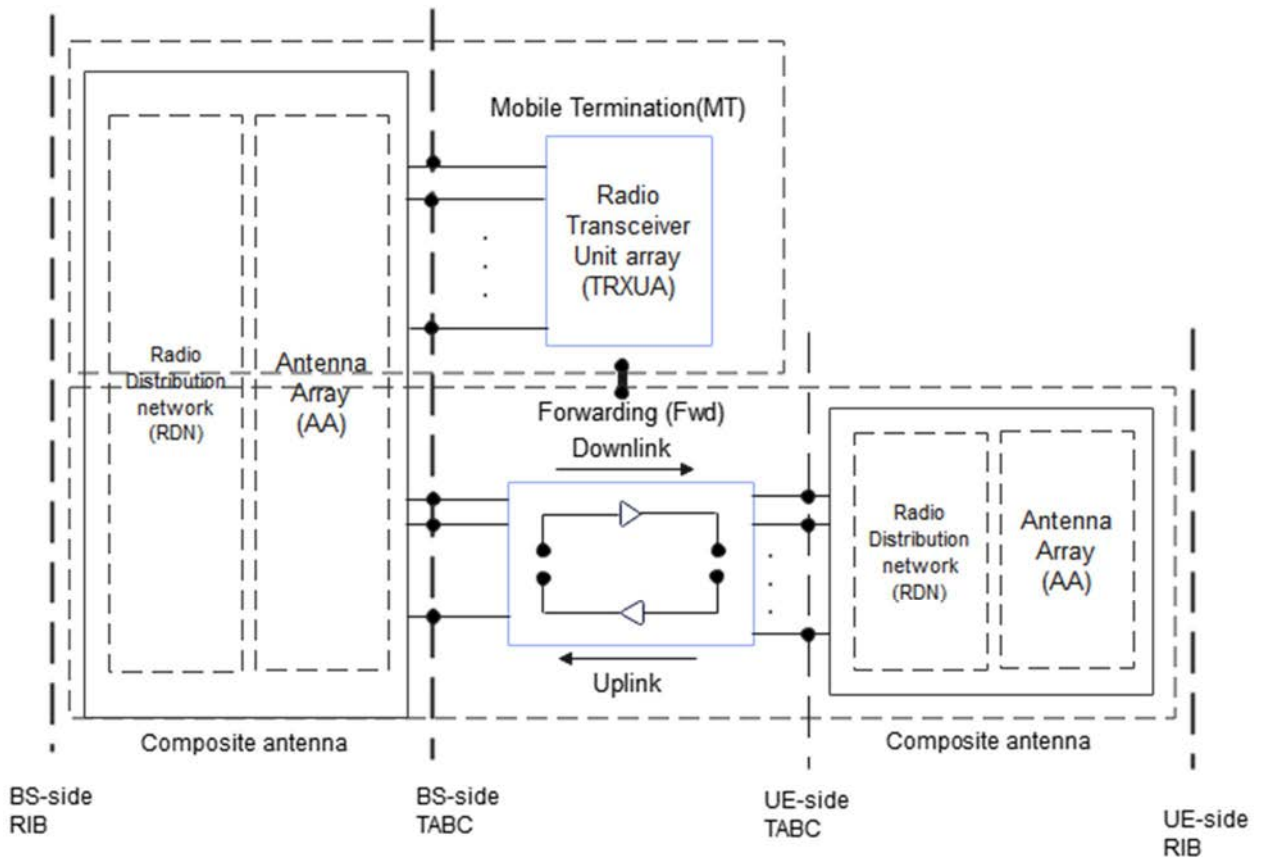 Mobile Termination(MT)
Radio
Transceiver
Unit array
(TRXUA)
Radio
Distribution
network
(RDN)
Antenna
Array
(AA)
Forwarding (Fwd)
Downlink
Uplink
Radio
Distribution
network
(RDN)
Antenna
Array
(AA)
Composite antenna
Composite antenna
BS-side
RIB
BS-side
TABC
UE-side
TABC
UE-side
RIB